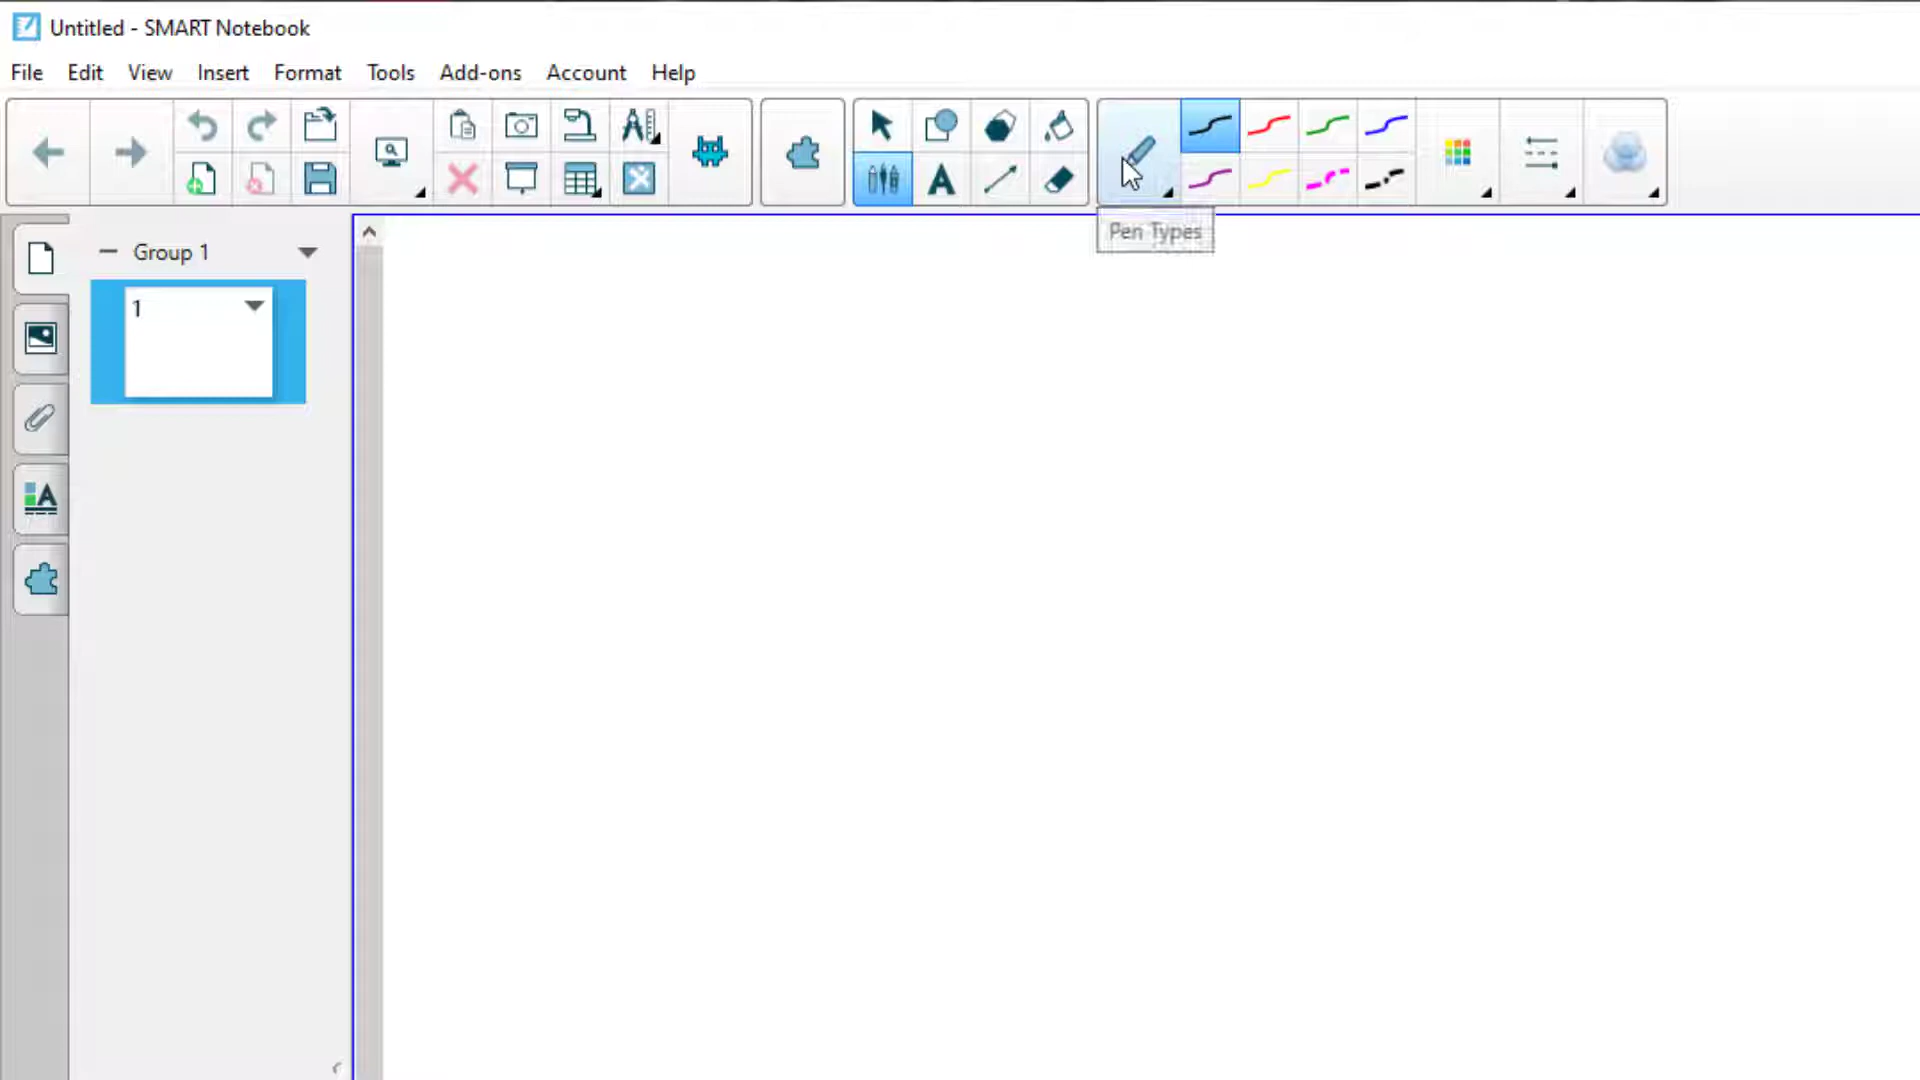 Untitled - SMART Notebook
File Edit View Insert Format Tools Add-ons Account Help
Pen Types
Group 1
1